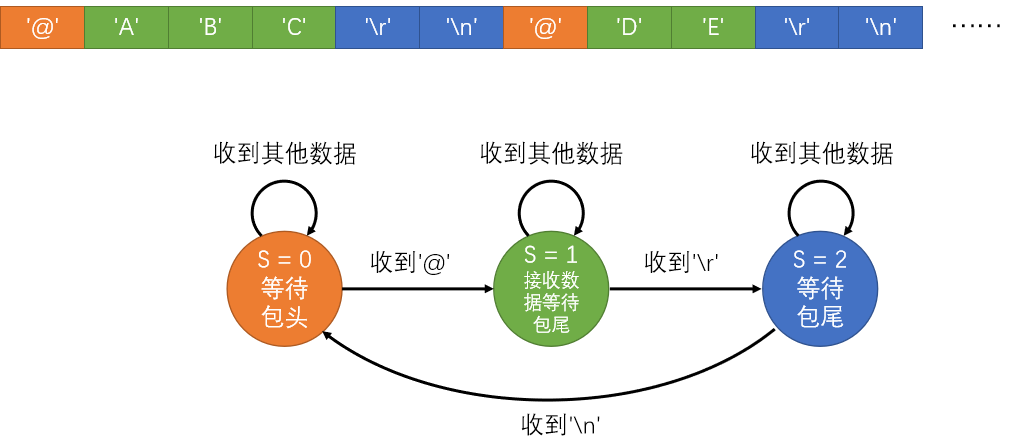 '@' 'A' 'B' 'C' '\r' '\n' '@' 'D' 'E' '\r' '\n' ……
收到其他数据 收到其他数据 收到其他数据
S = 0
等待
包头
收到'@'
S = 1
接收数
据等待
包尾
收到'\r'
S = 2
等待
包尾
收到'\n'